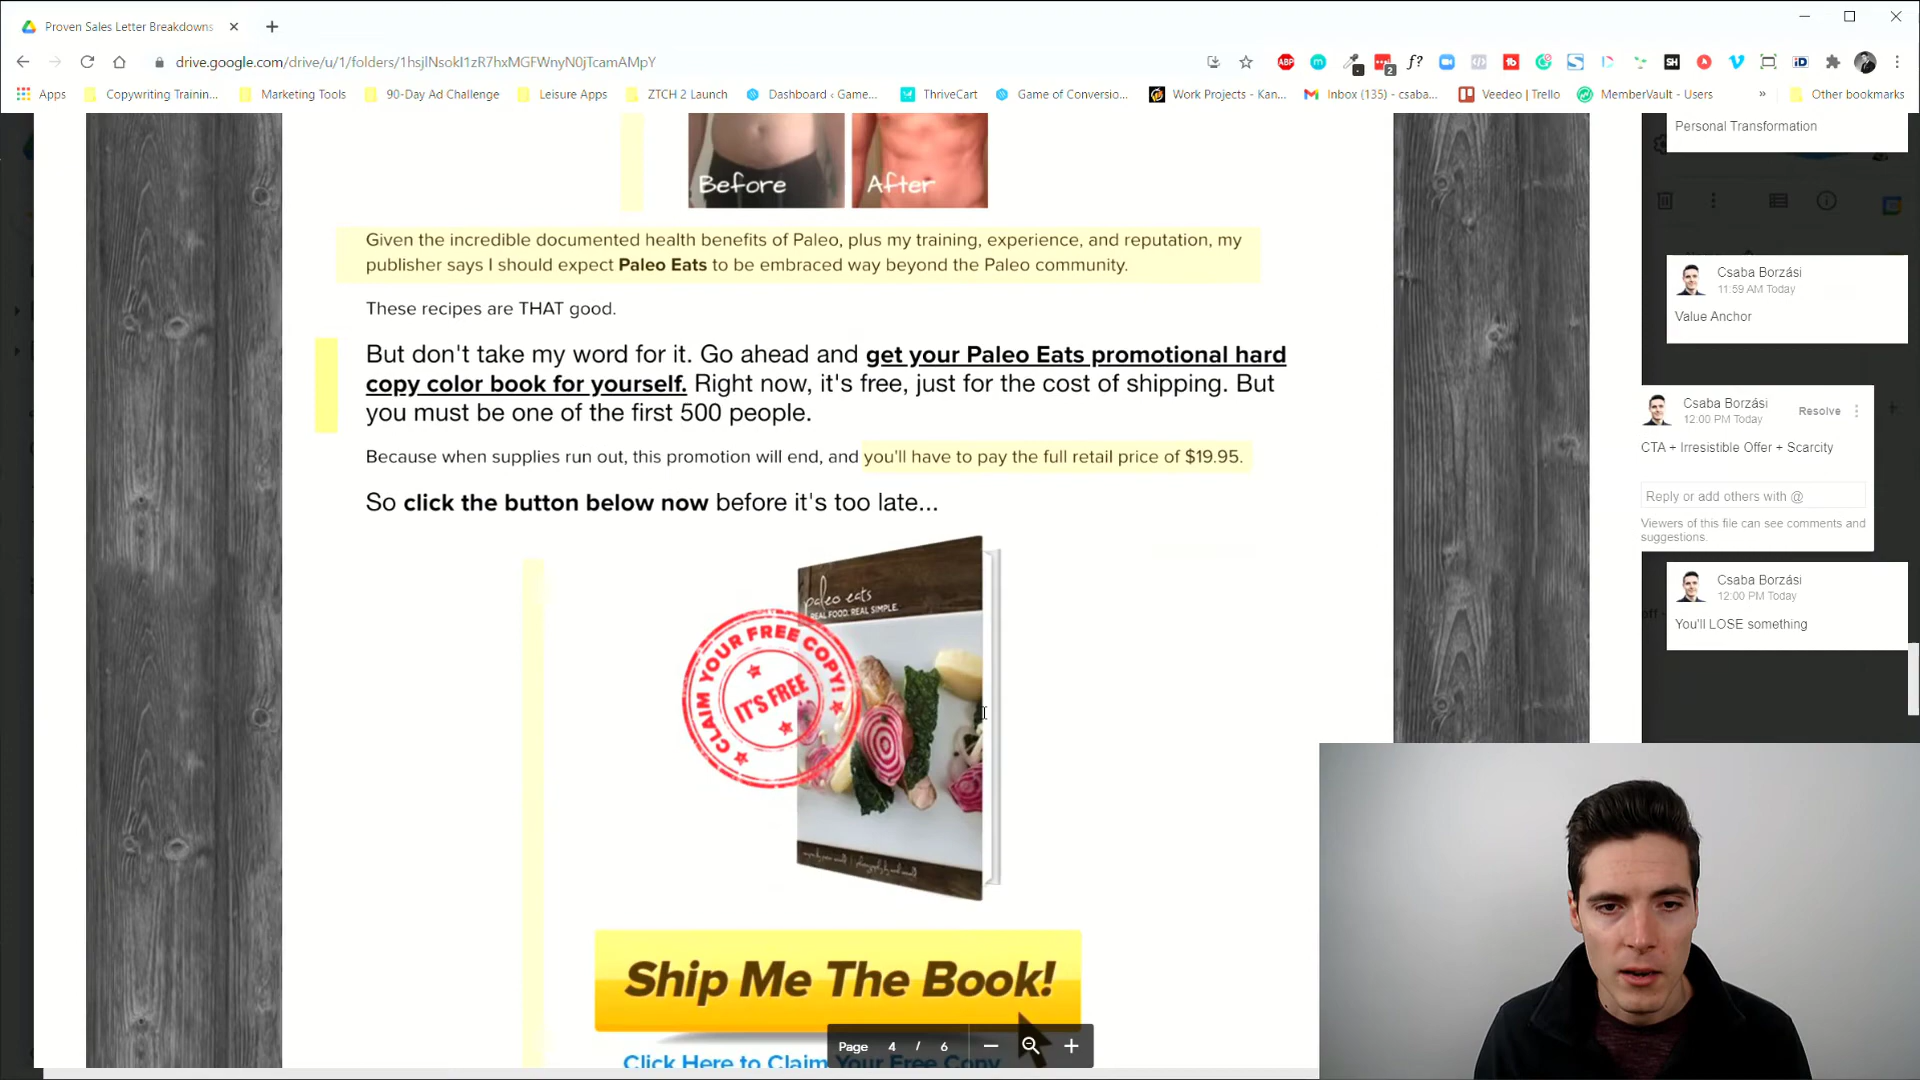 Proven Sales Letter Breakdowns
drive.google.com/drive/u/1/folders/1hsjlNsokI1zR7hxMGFWnyN0jTcamAMpY
Apps
Copywriting Trainin...
Marketing Tools
90-Day Ad Challenge
Leisure Apps
ZTCH 2 Launch
Dashboard ‹ Game...
ThriveCart
Game of Conversio...
Work Projects - Kan...
Inbox (135) - csaba...
Veedeo | Trello
MemberVault - Users
»
Other bookmarks
Before
After
Given the incredible documented health benefits of Paleo, plus my training, experience, and reputation, my
publisher says I should expect Paleo Eats to be embraced way beyond the Paleo community.
These recipes are THAT good.
But don't take my word for it. Go ahead and get your Paleo Eats promotional hard
copy color book for yourself. Right now, it's free, just for the cost of shipping. But
you must be one of the first 500 people.
Because when supplies run out, this promotion will end, and you'll have to pay the full retail price of $19.95.
So click the button below now before it's too late...
paleo eats
REAL FOOD. REAL SIMPLE.
CLAIM YOUR FREE COPY!
IT'S FREE
Ship Me The Book!
Click Here to Claim Your Free Copy
Page 4 / 6
Personal Transformation
Csaba Borzási
11:59 AM Today
Value Anchor
Csaba Borzási
12:00 PM Today
Resolve
CTA + Irresistible Offer + Scarcity
Reply or add others with @
Viewers of this file can see comments and
suggestions.
Csaba Borzási
12:00 PM Today
You'll LOSE something